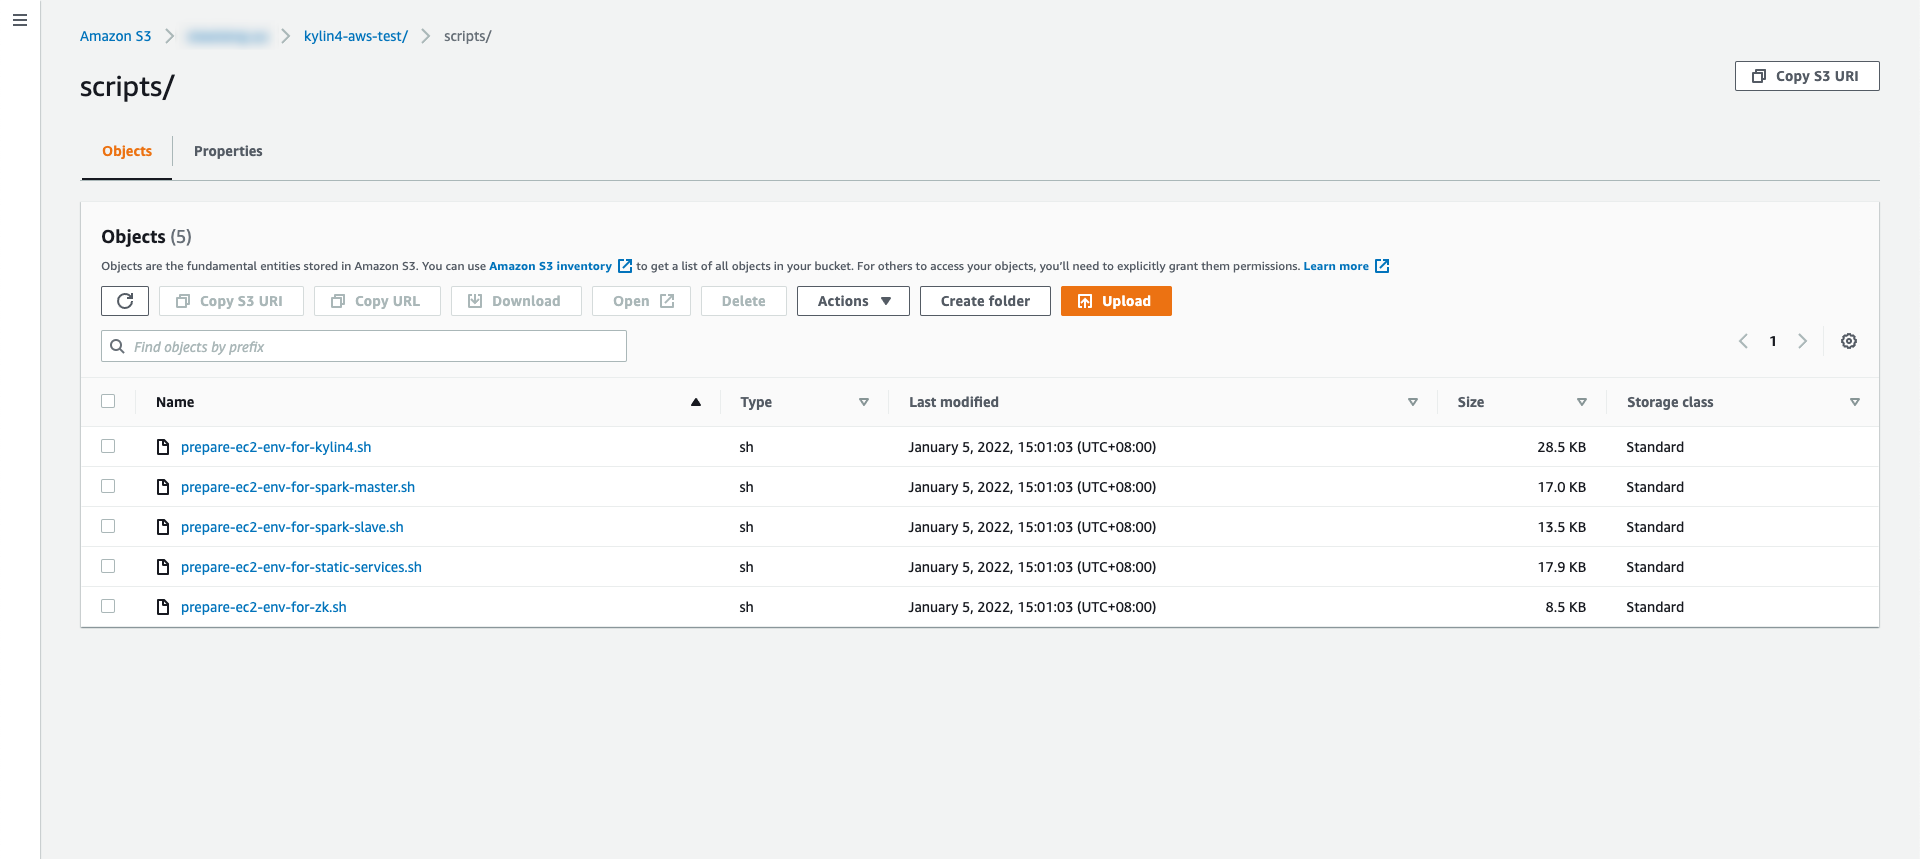 Amazon S3 kylin4-aws-test/ scripts/
scripts/
Copy S3 URI
Objects Properties
Objects (5)
Objects are the fundamental entities stored in Amazon S3. You can use Amazon S3 inventory to get a list of all objects in your bucket. For others to access your objects, you’ll need to explicitly grant them permissions. Learn more
Copy S3 URI Copy URL Download Open Delete Actions Create folder Upload
Find objects by prefix
1
Name Type Last modified Size Storage class
prepare-ec2-env-for-kylin4.sh sh January 5, 2022, 15:01:03 (UTC+08:00) 28.5 KB Standard
prepare-ec2-env-for-spark-master.sh sh January 5, 2022, 15:01:03 (UTC+08:00) 17.0 KB Standard
prepare-ec2-env-for-spark-slave.sh sh January 5, 2022, 15:01:03 (UTC+08:00) 13.5 KB Standard
prepare-ec2-env-for-static-services.sh sh January 5, 2022, 15:01:03 (UTC+08:00) 17.9 KB Standard
prepare-ec2-env-for-zk.sh sh January 5, 2022, 15:01:03 (UTC+08:00) 8.5 KB Standard